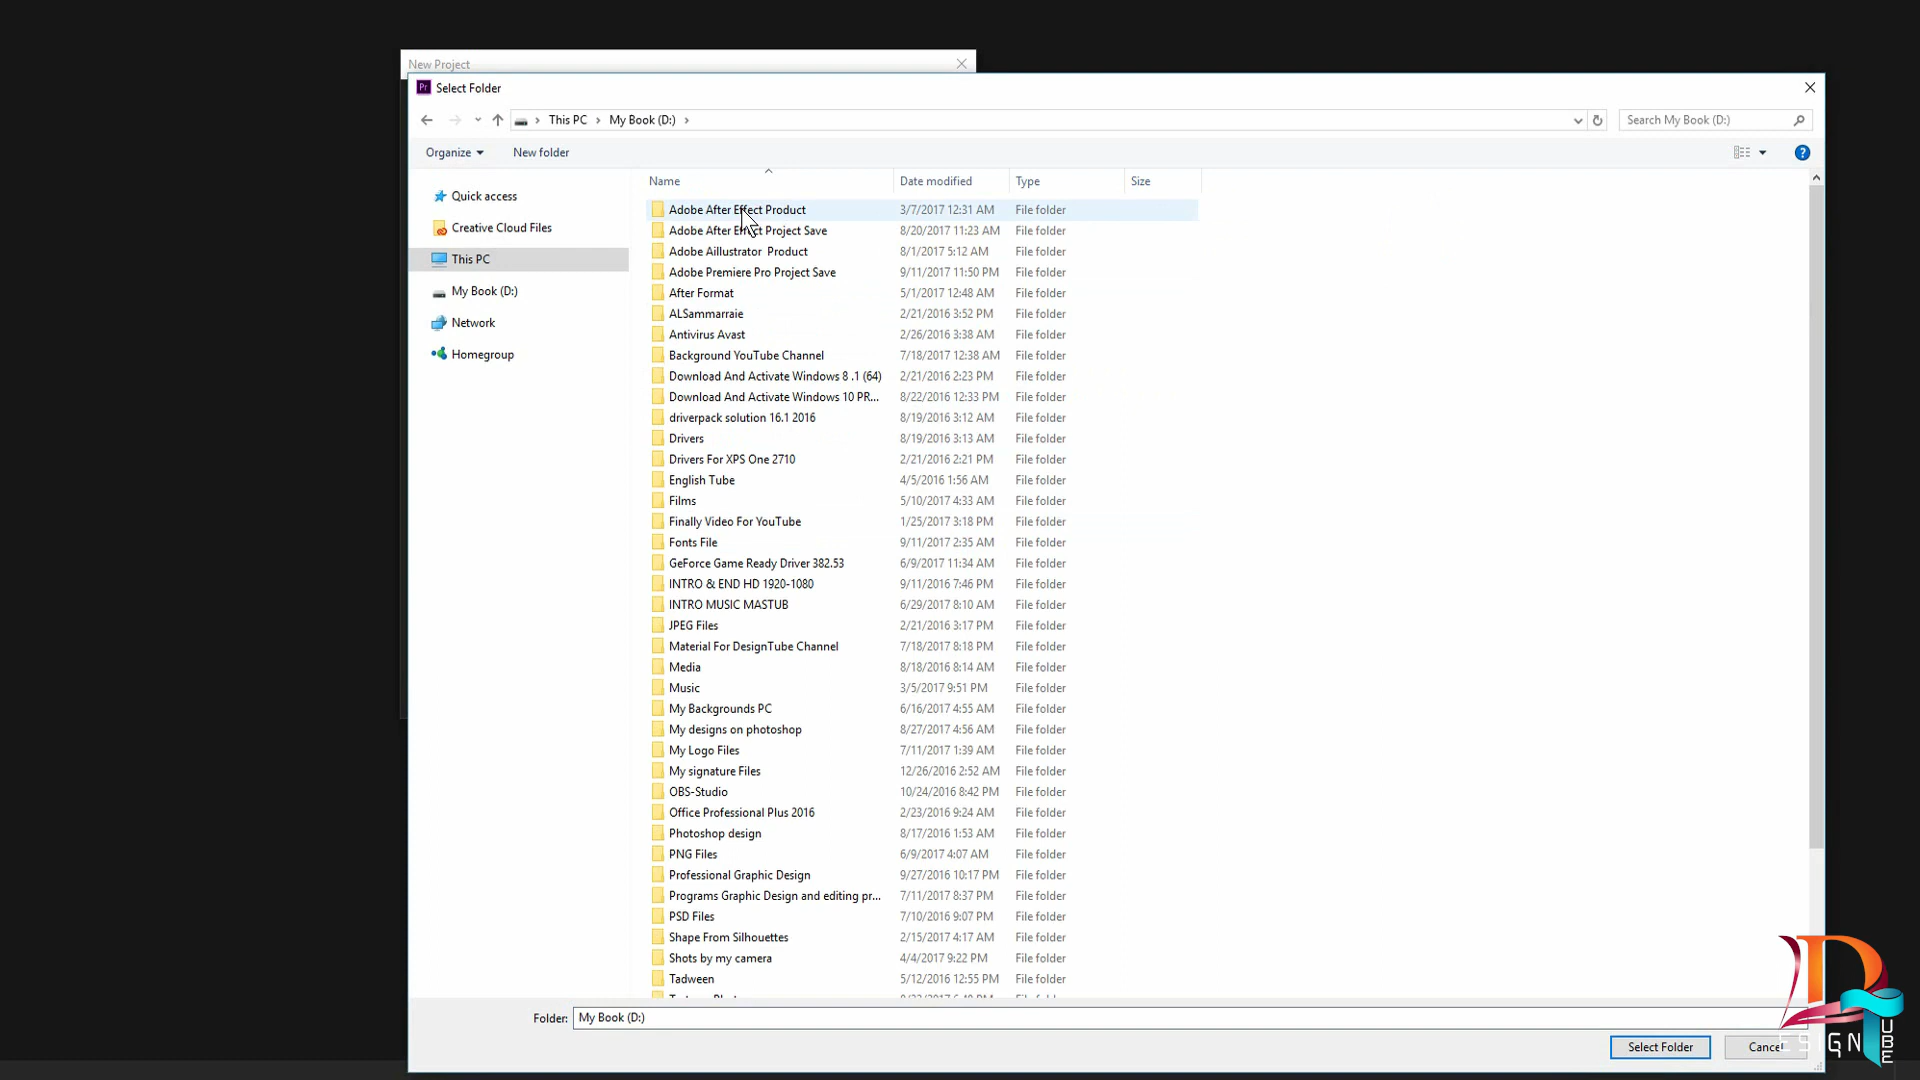 New Project
Pr Select Folder
This PC My Book (D:)
Search My Book (D:)
Organize New folder
Name Date modified Type Size
Quick access
Creative Cloud Files
This PC
My Book (D:)
Network
Homegroup
Adobe After Effect Product 3/7/2017 12:31 AM File folder
Adobe After Effect Project Save 8/20/2017 11:23 AM File folder
Adobe Aillustrator Product 8/1/2017 5:12 AM File folder
Adobe Premiere Pro Project Save 9/11/2017 11:50 PM File folder
After Format 5/1/2017 12:48 AM File folder
ALSammarraie 2/21/2016 3:52 PM File folder
Antivirus Avast 2/26/2016 3:38 AM File folder
Background YouTube Channel 7/18/2017 12:38 AM File folder
Download And Activate Windows 8 .1 (64) 2/21/2016 2:23 PM File folder
Download And Activate Windows 10 PR... 8/22/2016 12:33 PM File folder
driverpack solution 16.1 2016 8/19/2016 3:12 AM File folder
Drivers 8/19/2016 3:13 AM File folder
Drivers For XPS One 2710 2/21/2016 2:21 PM File folder
English Tube 4/5/2016 1:56 AM File folder
Films 5/10/2017 4:33 AM File folder
Finally Video For YouTube 1/25/2017 3:18 PM File folder
Fonts File 9/11/2017 2:35 AM File folder
GeForce Game Ready Driver 382.53 6/9/2017 11:34 AM File folder
INTRO & END HD 1920-1080 9/11/2016 7:46 PM File folder
INTRO MUSIC MASTUB 6/29/2017 8:10 AM File folder
JPEG Files 2/21/2016 3:17 PM File folder
Material For DesignTube Channel 7/18/2017 8:18 PM File folder
Media 8/18/2016 8:14 AM File folder
Music 3/5/2017 9:51 PM File folder
My Backgrounds PC 6/16/2017 4:55 AM File folder
My designs on photoshop 8/27/2017 4:56 AM File folder
My Logo Files 7/11/2017 1:39 AM File folder
My signature Files 12/26/2016 2:52 AM File folder
OBS-Studio 10/24/2016 8:42 PM File folder
Office Professional Plus 2016 2/23/2016 9:24 AM File folder
Photoshop design 8/17/2016 1:53 AM File folder
PNG Files 6/9/2017 4:07 AM File folder
Professional Graphic Design 9/27/2016 10:17 PM File folder
Programs Graphic Design and editing pr... 7/11/2017 8:37 PM File folder
PSD Files 7/10/2016 9:07 PM File folder
Shape From Silhouettes 2/15/2017 4:17 AM File folder
Shots by my camera 4/4/2017 9:22 PM File folder
Tadween 5/12/2016 12:55 PM File folder
Folder: My Book (D:)
Select Folder Cancel
DESIGN TUBE